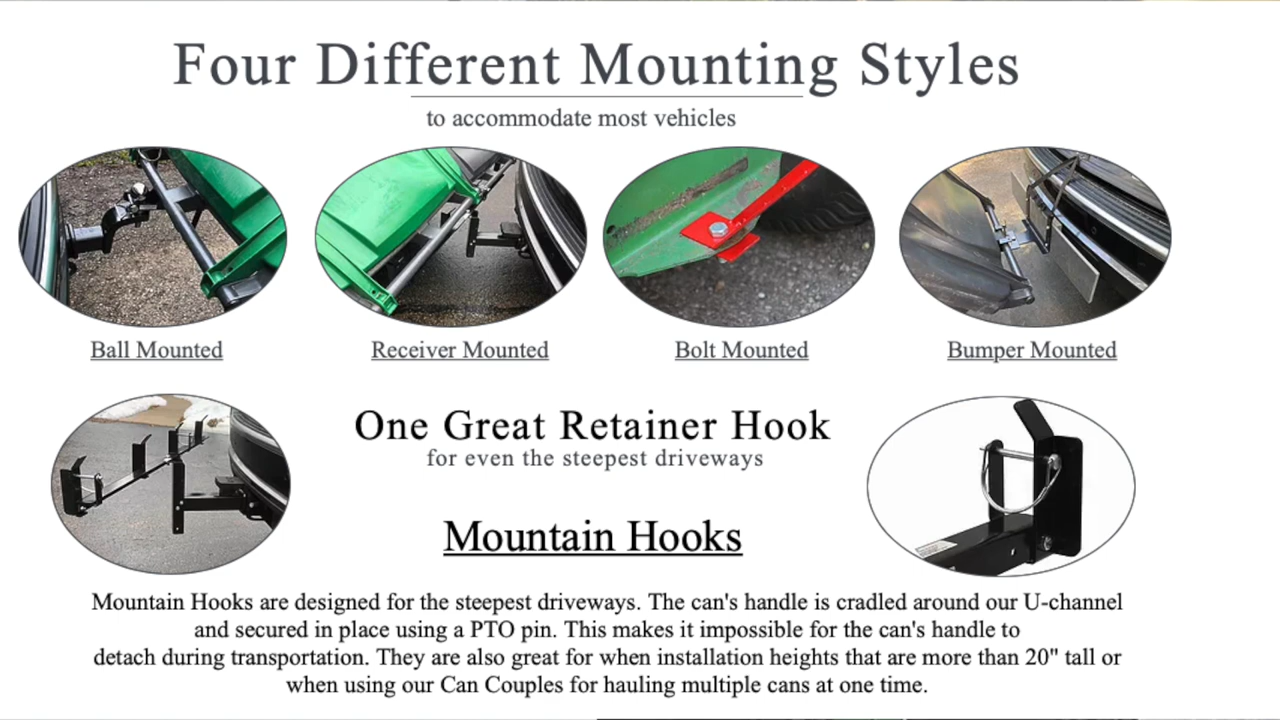 Four Different Mounting Styles
to accommodate most vehicles
Ball Mounted
Receiver Mounted
Bolt Mounted
Bumper Mounted
One Great Retainer Hook
for even the steepest driveways
Mountain Hooks
Mountain Hooks are designed for the steepest driveways. The can's handle is cradled around our U-channel
and secured in place using a PTO pin. This makes it impossible for the can's handle to
detach during transportation. They are also great for when installation heights that are more than 20" tall or
when using our Can Couples for hauling multiple cans at one time.